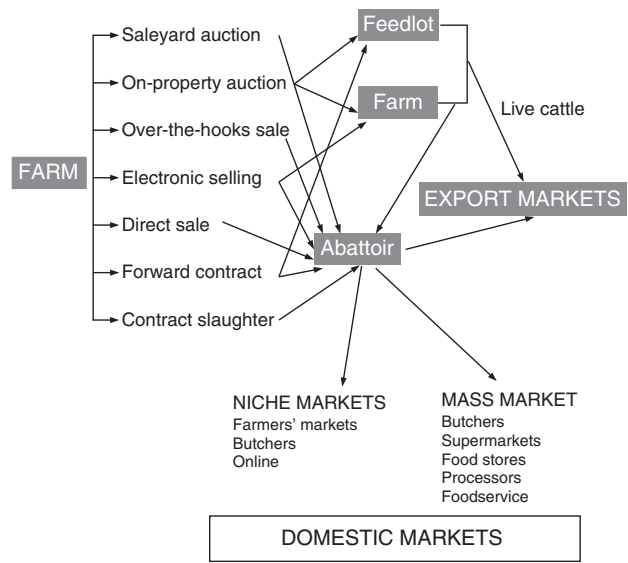 FARM
Saleyard auction
On-property auction
Over-the-hooks sale
Electronic selling
Direct sale
Forward contract
Contract slaughter
Feedlot
Farm
Live cattle
EXPORT MARKETS
Abattoir
NICHE MARKETS
Farmers’ markets
Butchers
Online
MASS MARKET
Butchers
Supermarkets
Food stores
Processors
Foodservice
DOMESTIC MARKETS